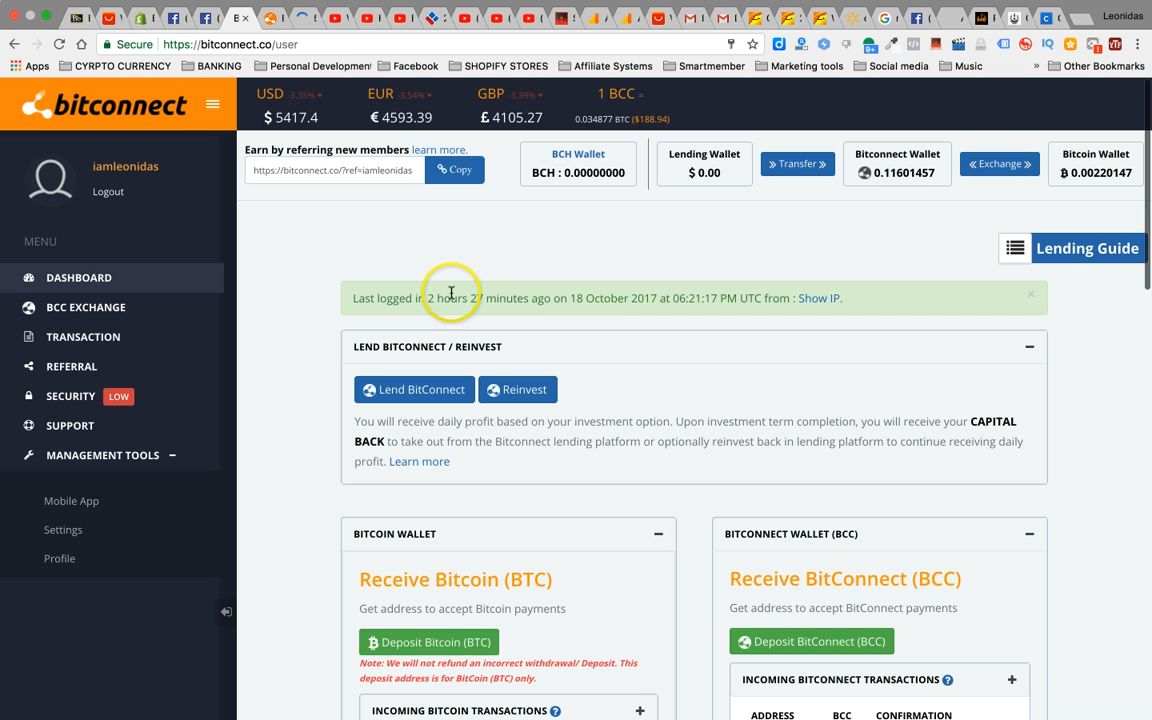 Leonidas
Secure https://bitconnect.co/user
Apps CYRPTO CURRENCY BANKING Personal Development Facebook SHOPIFY STORES Affiliate Systems Smartmember Marketing tools Social media Music » Other Bookmarks
bitconnect
USD -3.35% EUR -3.54% GBP -3.39% 1 BCC =
$ 5417.4 € 4593.39 £ 4105.27 0.034877 BTC ($188.94)
iamleonidas
Logout
MENU
DASHBOARD
BCC EXCHANGE
TRANSACTION
REFERRAL
SECURITY LOW
SUPPORT
MANAGEMENT TOOLS
Mobile App
Settings
Profile
Earn by referring new members learn more.
https://bitconnect.co/?ref=iamleonidas Copy
BCH Wallet
BCH : 0.00000000
Lending Wallet
$ 0.00
Transfer
Bitconnect Wallet
0.11601457
Exchange
Bitcoin Wallet
0.00220147
Lending Guide
Last logged in 2 hours 27 minutes ago on 18 October 2017 at 06:21:17 PM UTC from : Show IP. ×
LEND BITCONNECT / REINVEST
Lend BitConnect Reinvest
You will receive daily profit based on your investment option. Upon investment term completion, you will receive your CAPITAL
BACK to take out from the Bitconnect lending platform or optionally reinvest back in lending platform to continue receiving daily
profit. Learn more
BITCOIN WALLET
Receive Bitcoin (BTC)
Get address to accept Bitcoin payments
Deposit Bitcoin (BTC)
Note: We will not refund an incorrect withdrawal/ Deposit. This
deposit address is for BitCoin (BTC) only.
INCOMING BITCOIN TRANSACTIONS ?
BITCONNECT WALLET (BCC)
Receive BitConnect (BCC)
Get address to accept BitConnect payments
Deposit BitConnect (BCC)
INCOMING BITCONNECT TRANSACTIONS ?
ADDRESS BCC CONFIRMATION